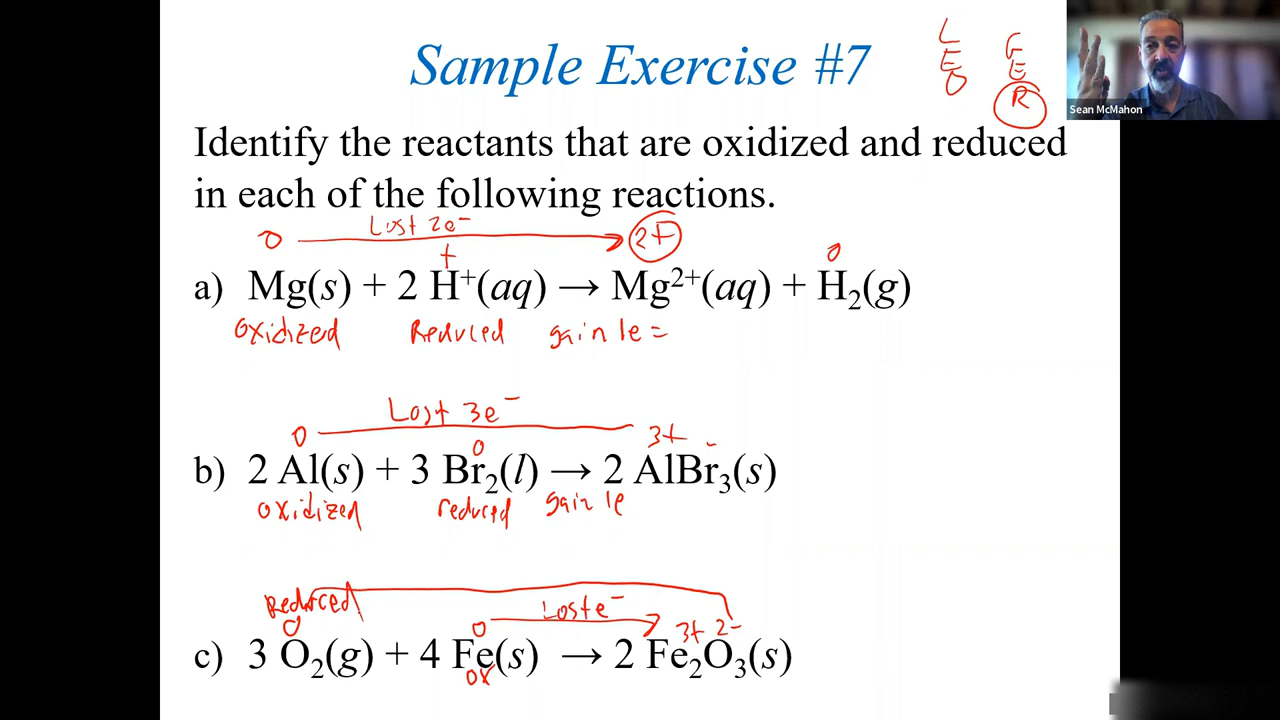 Sample Exercise #7
L
E
O
G
E
R
Sean McMahon
Identify the reactants that are oxidized and reduced
in each of the following reactions.
Lost 2e⁻
0 2+
+ 0
a) Mg(s) + 2 H⁺(aq) → Mg²⁺(aq) + H₂(g)
oxidized Reduced gain 1e =
Lost 3e⁻
0 0 3+ -
b) 2 Al(s) + 3 Br₂(l) → 2 AlBr₃(s)
oxidized reduced gain 1e
Reduced Lost e⁻
0 0 3+ 2-
c) 3 O₂(g) + 4 Fe(s) → 2 Fe₂O₃(s)
ox